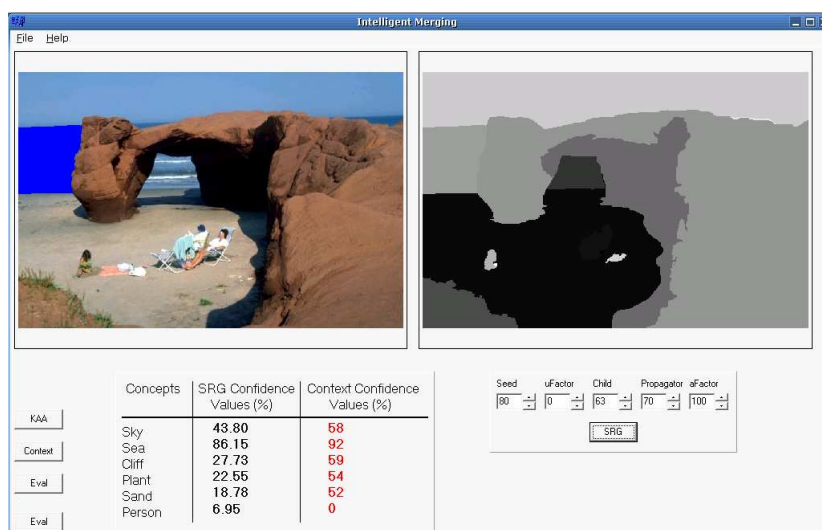 Intelligent Merging
File Help
Concepts SRG Confidence Values (%) Context Confidence Values (%)
Sky 43.80 58
Sea 86.15 92
Cliff 27.73 59
Plant 22.55 54
Sand 18.78 52
Person 6.95 0
KAA
Context
Eval
Eval
Seed uFactor Child Propagator aFactor
80 0 63 70 100
SRG